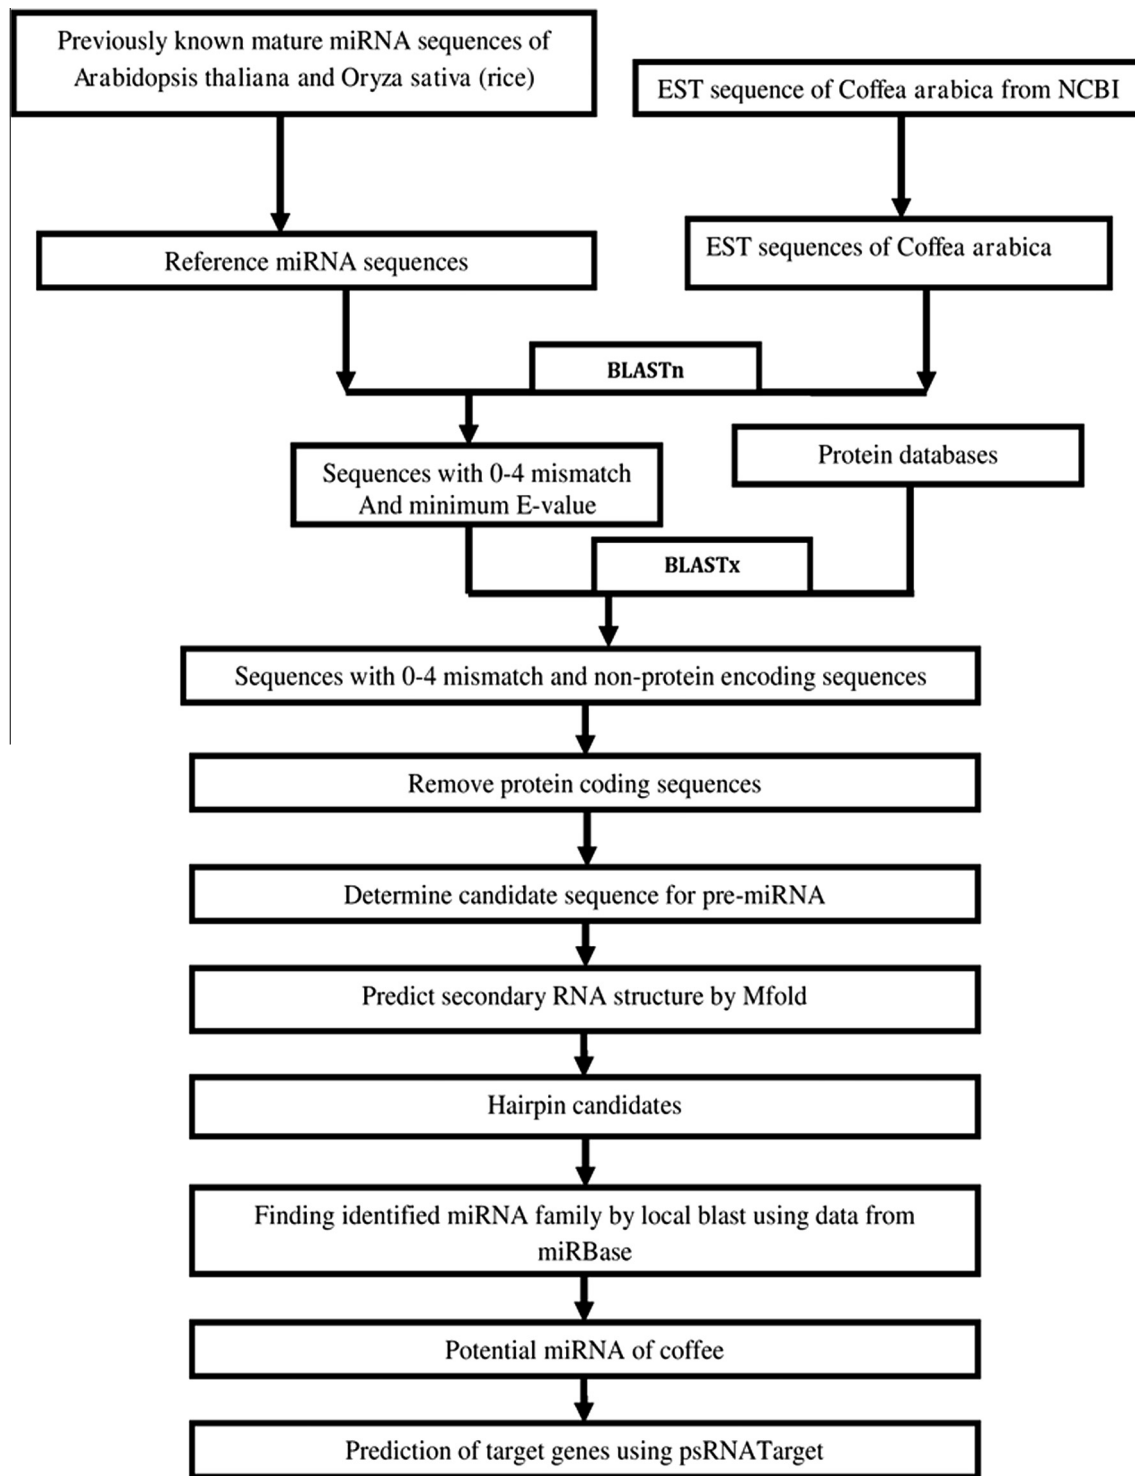 Previously known mature miRNA sequences of
Arabidopsis thaliana and Oryza sativa (rice)
EST sequence of Coffea arabica from NCBI
Reference miRNA sequences
EST sequences of Coffea arabica
BLASTn
Protein databases
Sequences with 0-4 mismatch
And minimum E-value
BLASTx
Sequences with 0-4 mismatch and non-protein encoding sequences
Remove protein coding sequences
Determine candidate sequence for pre-miRNA
Predict secondary RNA structure by Mfold
Hairpin candidates
Finding identified miRNA family by local blast using data from
miRBase
Potential miRNA of coffee
Prediction of target genes using psRNATarget